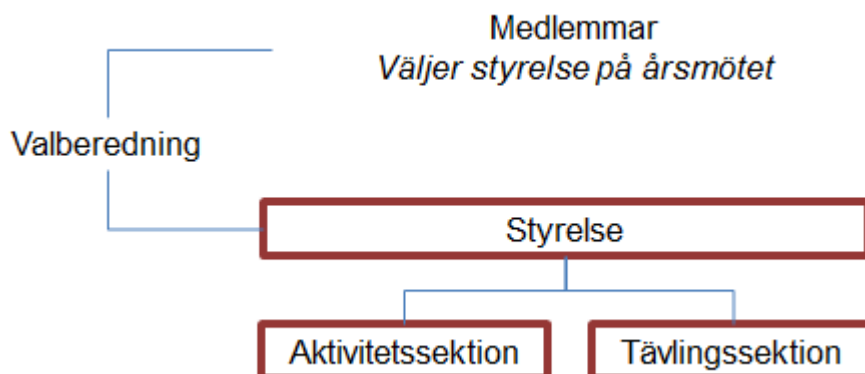 Medlemmar
Väljer styrelse på årsmötet
Valberedning
Styrelse
Aktivitetssektion
Tävlingssektion